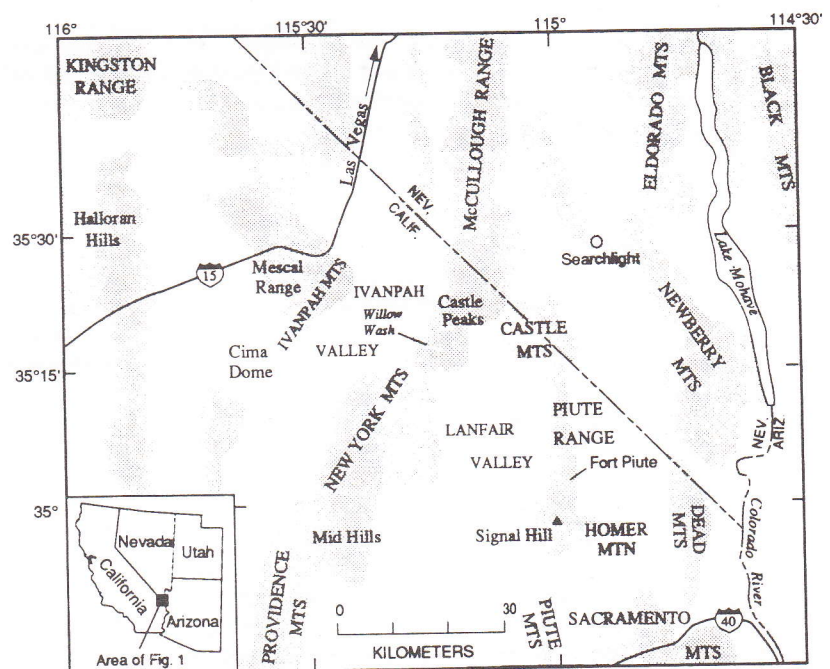 116°
115°30'
115°
114°30'
KINGSTON
RANGE
Las Vegas
McCULLOUGH RANGE
ELDORADO MTS
BLACK
MTS
NEV.
CALIF.
Halloran
Hills
35°30'
15
Mescal
Range
IVANPAH MTS
IVANPAH
Willow
Wash
VALLEY
Castle
Peaks
Searchlight
Lake Mohave
NEWBERRY
MTS
CASTLE
MTS
Cima
Dome
35°15'
NEW YORK MTS
PIUTE
RANGE
LANFAIR
VALLEY
Fort Piute
NEV.
ARIZ
35°
Mid Hills
Signal Hill
HOMER
MTN
DEAD
MTS
Colorado
River
PROVIDENCE
MTS
0
30
KILOMETERS
PIUTE
MTS
SACRAMENTO
MTS
40
Nevada
Utah
California
Arizona
Area of Fig. 1